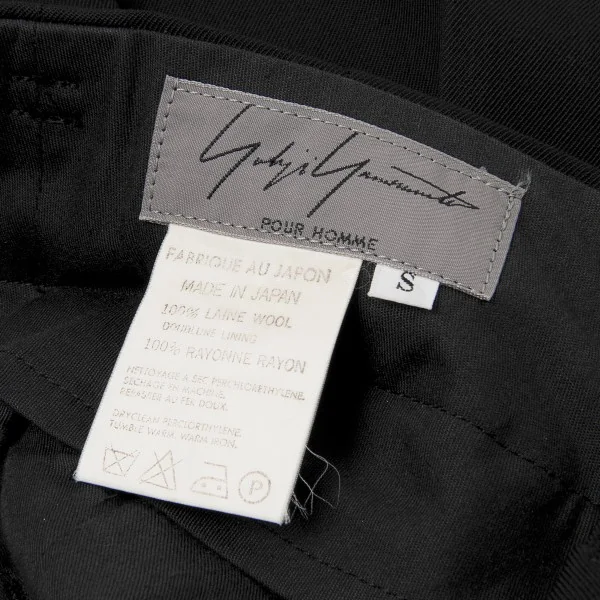 Yohji Yamamoto
POUR HOMME
S
FABRIQUE AU JAPON
MADE IN JAPAN
100% LAINE WOOL
DOUBLURE LINING
100% RAYONNE RAYON
NETTOYAGE A SEC PERCHLORETHYLENE.
SECHAGE EN MACHINE.
REPASSER AU FER DOUX.
DRYCLEAN PERCLORTHYLENE.
TUMBLE WARM. WARM IRON.
P